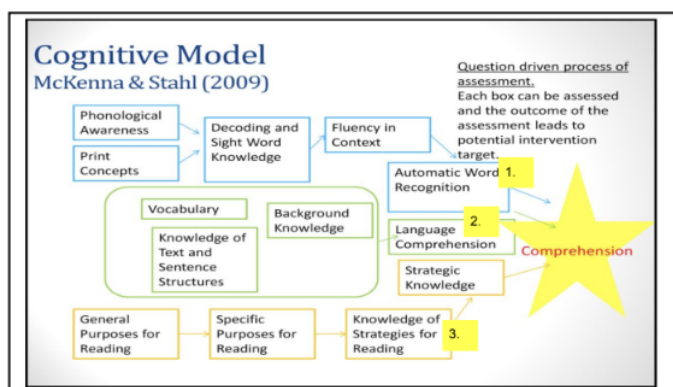 Cognitive Model
McKenna & Stahl (2009)
Question driven process of
assessment.
Each box can be assessed
and the outcome of the
assessment leads to
potential intervention
target.
Phonological
Awareness
Print
Concepts
Decoding and
Sight Word
Knowledge
Fluency in
Context
Automatic Word
Recognition
1.
Vocabulary
Background
Knowledge
Knowledge of
Text and
Sentence
Structures
2.
Language
Comprehension
Comprehension
Strategic
Knowledge
General
Purposes for
Reading
Specific
Purposes for
Reading
Knowledge of
Strategies for
Reading
3.